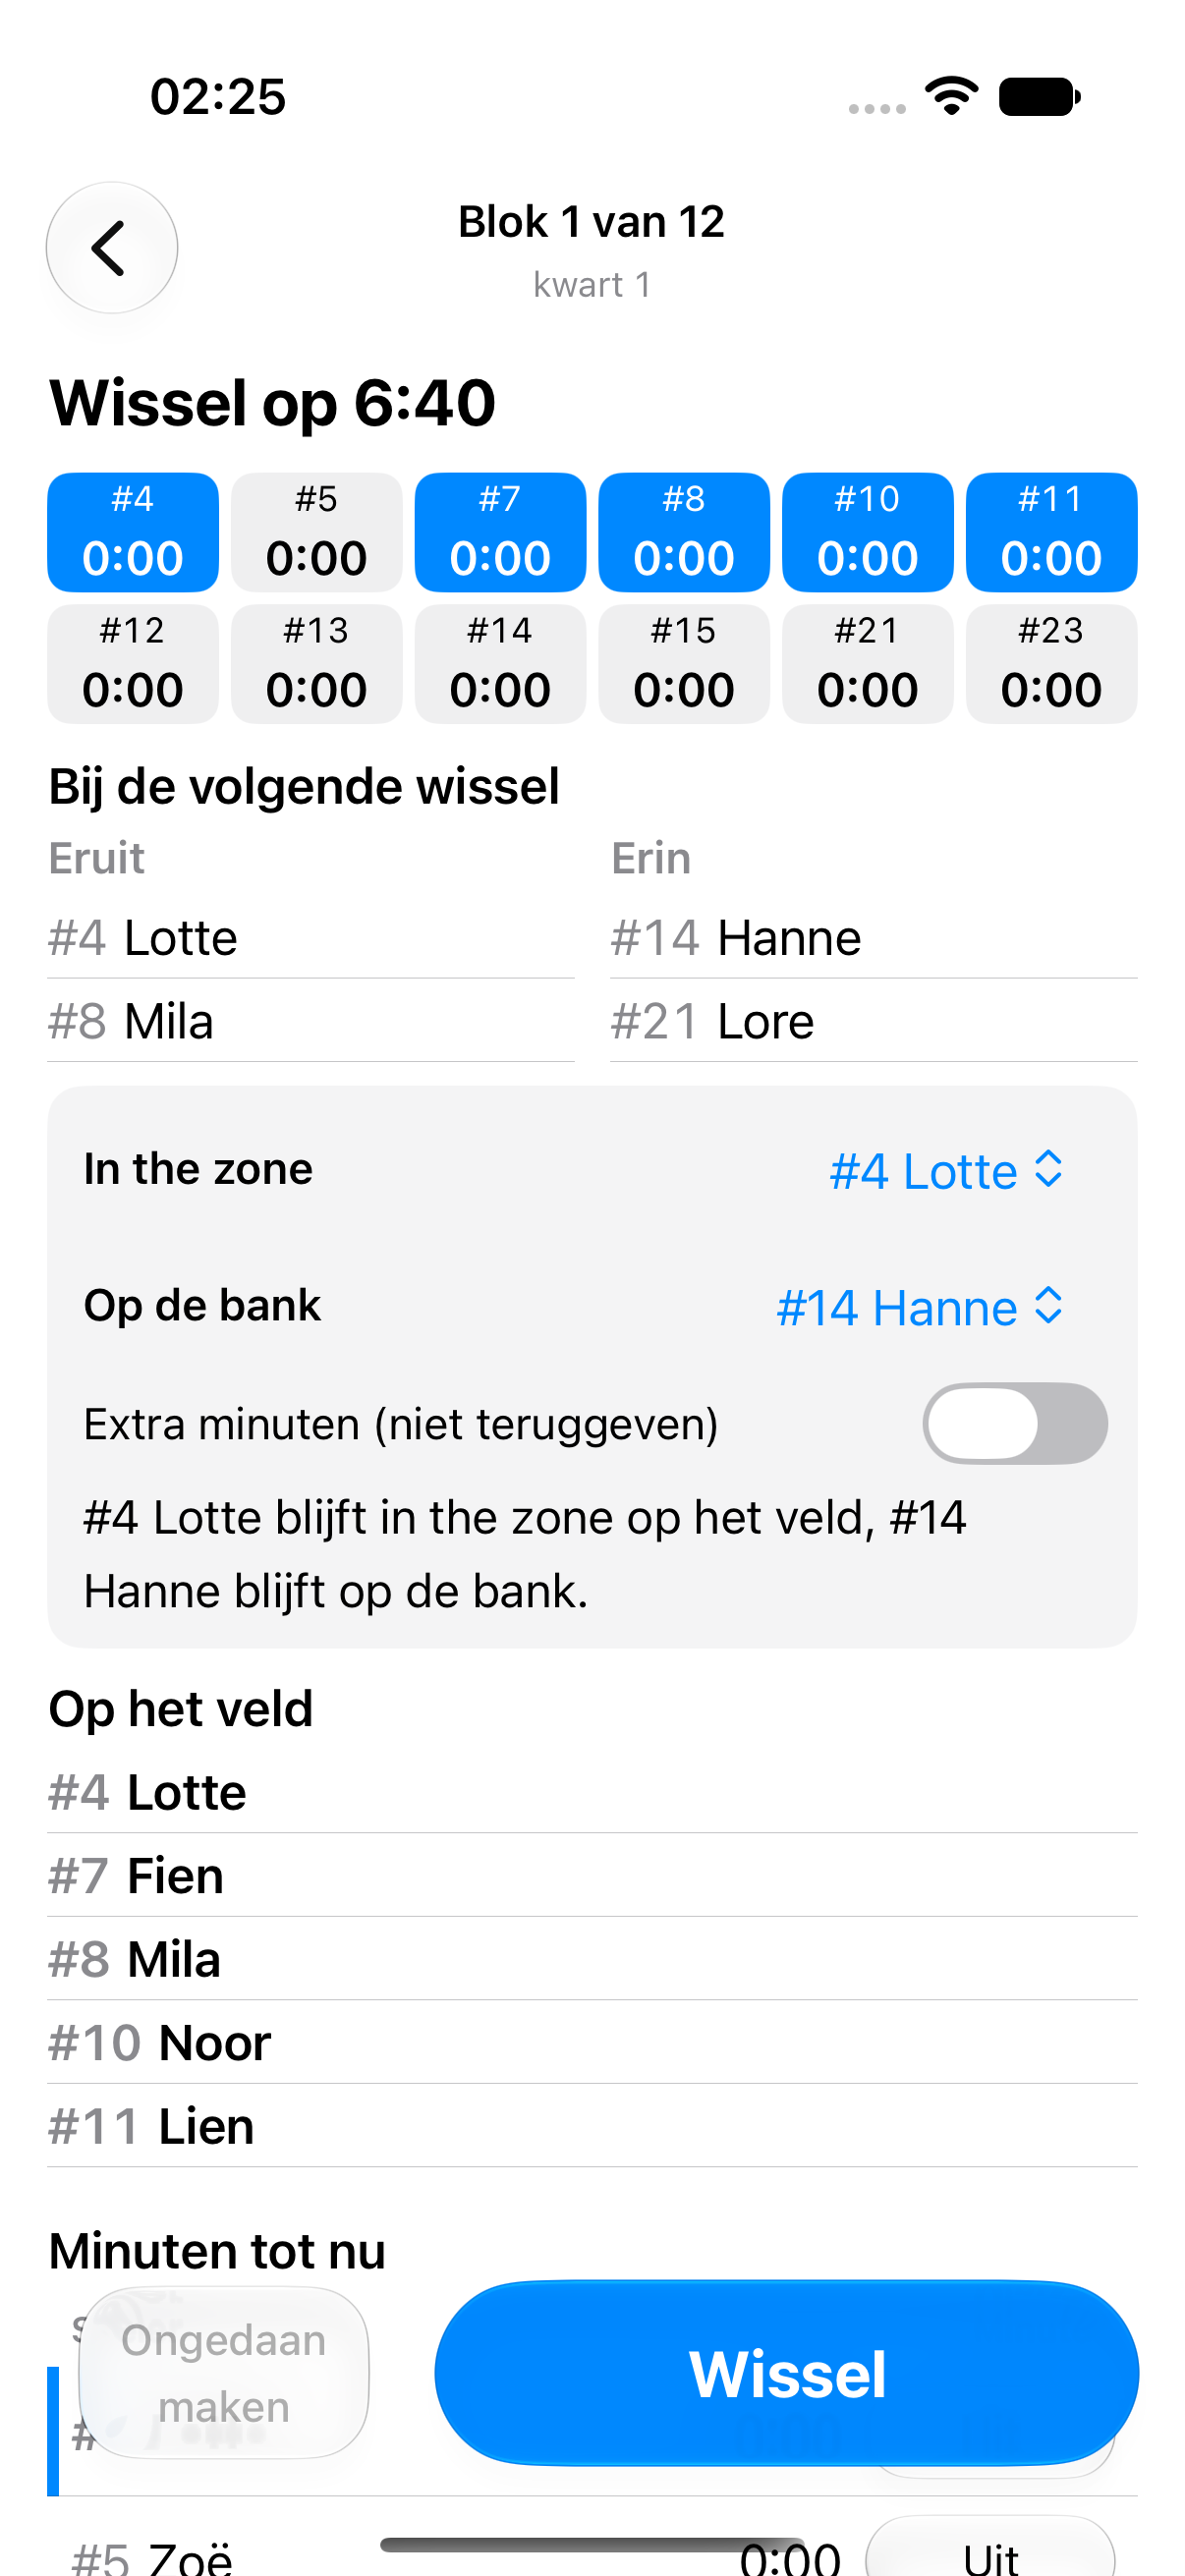 02:25
Blok 1 van 12
kwart 1
Wissel op 6:40
#4 #5 #7 #8 #10 #11
0:00 0:00 0:00 0:00 0:00 0:00
#12 #13 #14 #15 #21 #23
0:00 0:00 0:00 0:00 0:00 0:00
Bij de volgende wissel
Eruit Erin
#4 Lotte #14 Hanne
#8 Mila #21 Lore
In the zone #4 Lotte
Op de bank #14 Hanne
Extra minuten (niet teruggeven)
#4 Lotte blijft in the zone op het veld, #14
Hanne blijft op de bank.
Op het veld
#4 Lotte
#7 Fien
#8 Mila
#10 Noor
#11 Lien
Minuten tot nu
Ongedaan
maken
Wissel
#5 Zoë 0:00 Uit